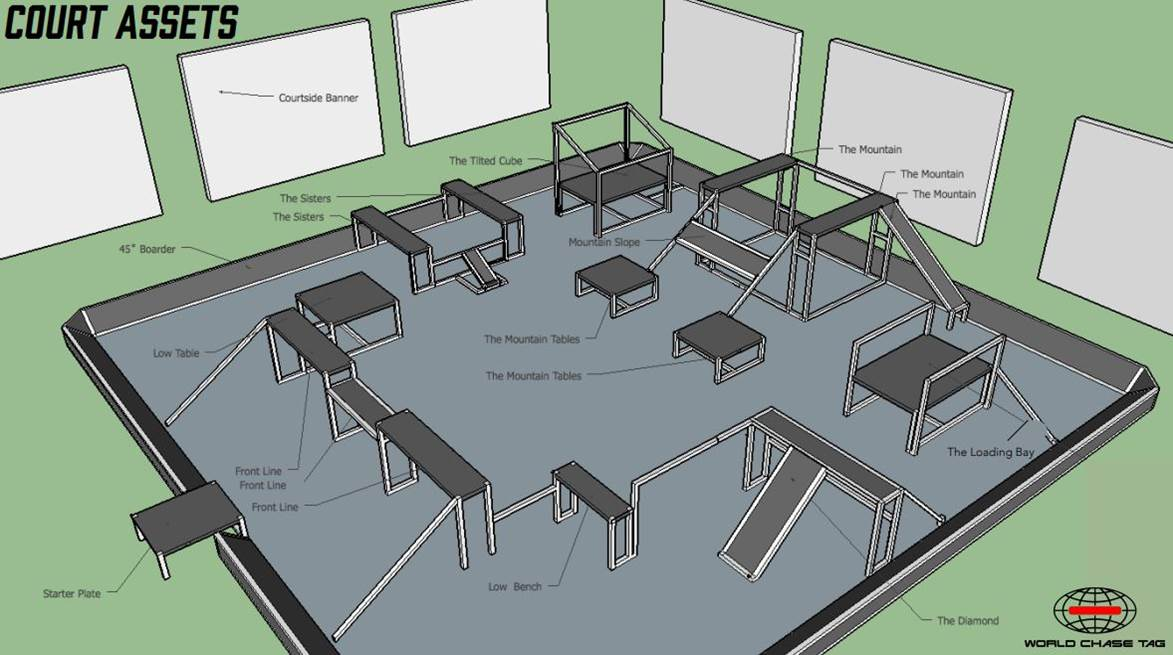 COURT ASSETS
Courtside Banner
The Mountain
The Tilted Cube
The Mountain
The Mountain
The Sisters
The Sisters
Mountain Slope
45° Boarder
The Mountain Tables
Low Table
The Mountain Tables
The Loading Bay
Front Line
Front Line
Front Line
Low Bench
Starter Plate
The Diamond
WORLD CHASE TAG